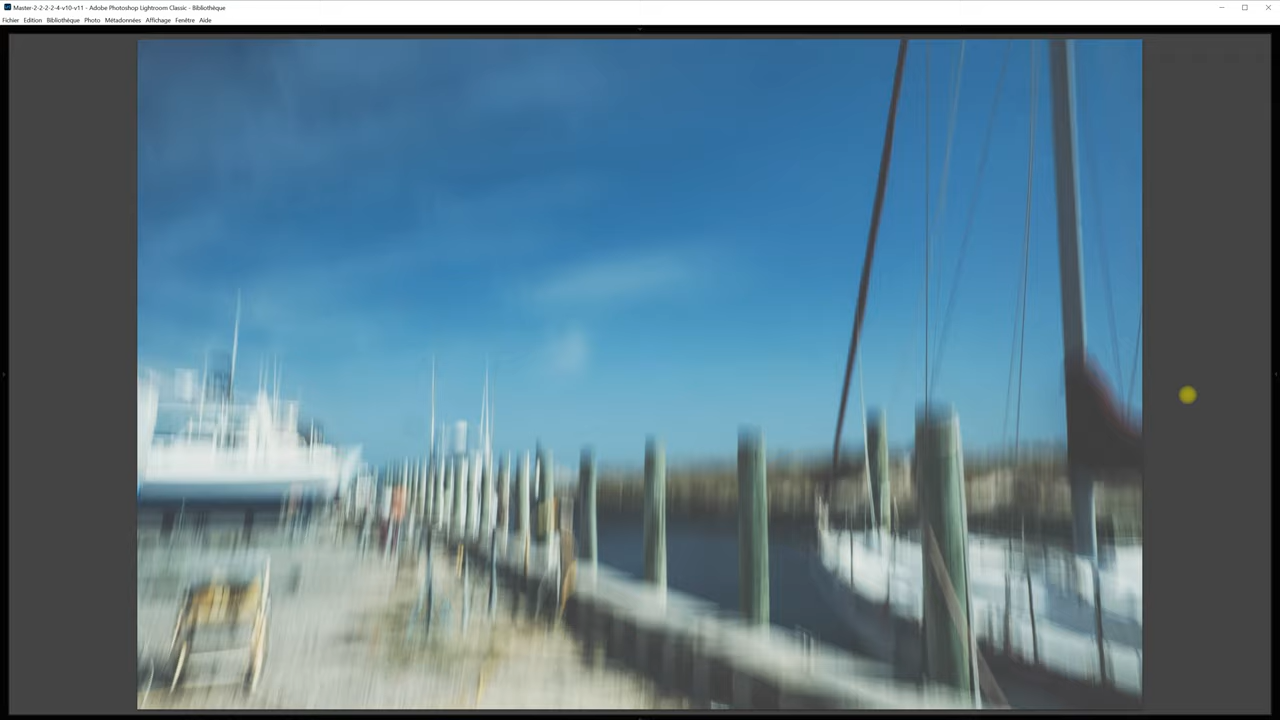 Master-2-2-2-2-4-v10-v11 - Adobe Photoshop Lightroom Classic - Bibliothèque
Fichier Edition Bibliothèque Photo Métadonnées Affichage Fenêtre Aide